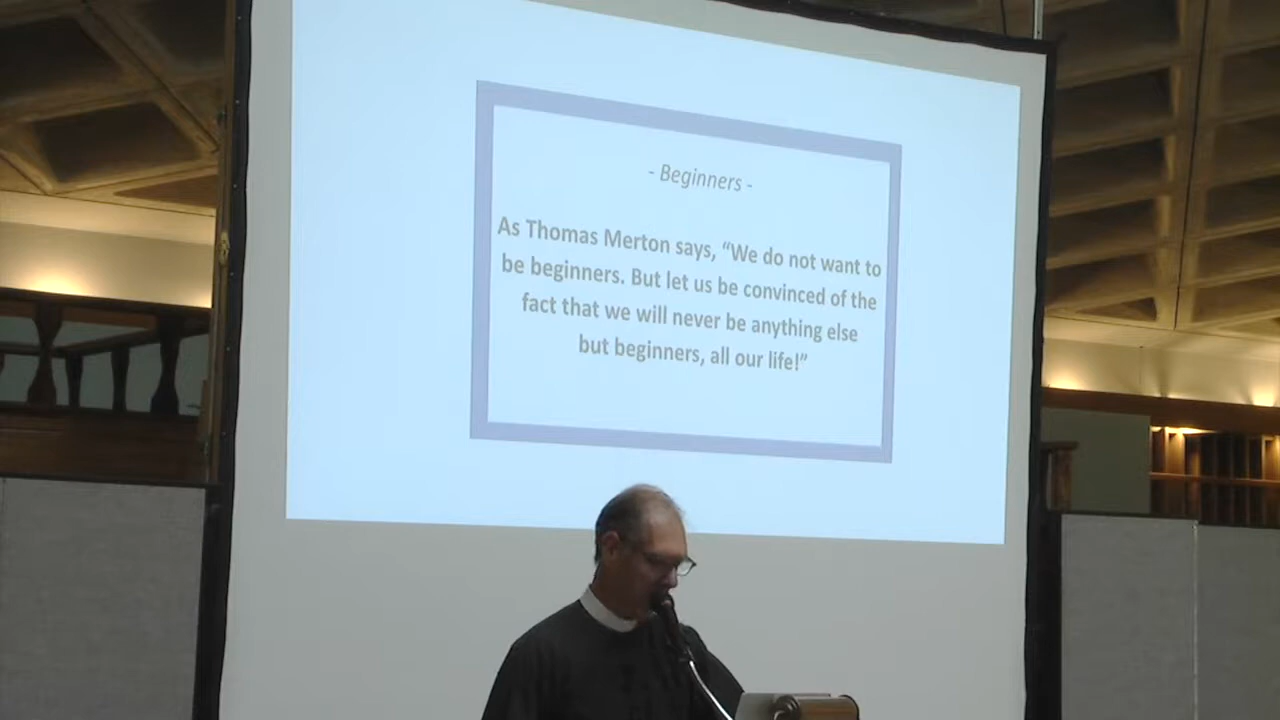 - Beginners -
As Thomas Merton says, “We do not want to
be beginners. But let us be convinced of the
fact that we will never be anything else
but beginners, all our life!”